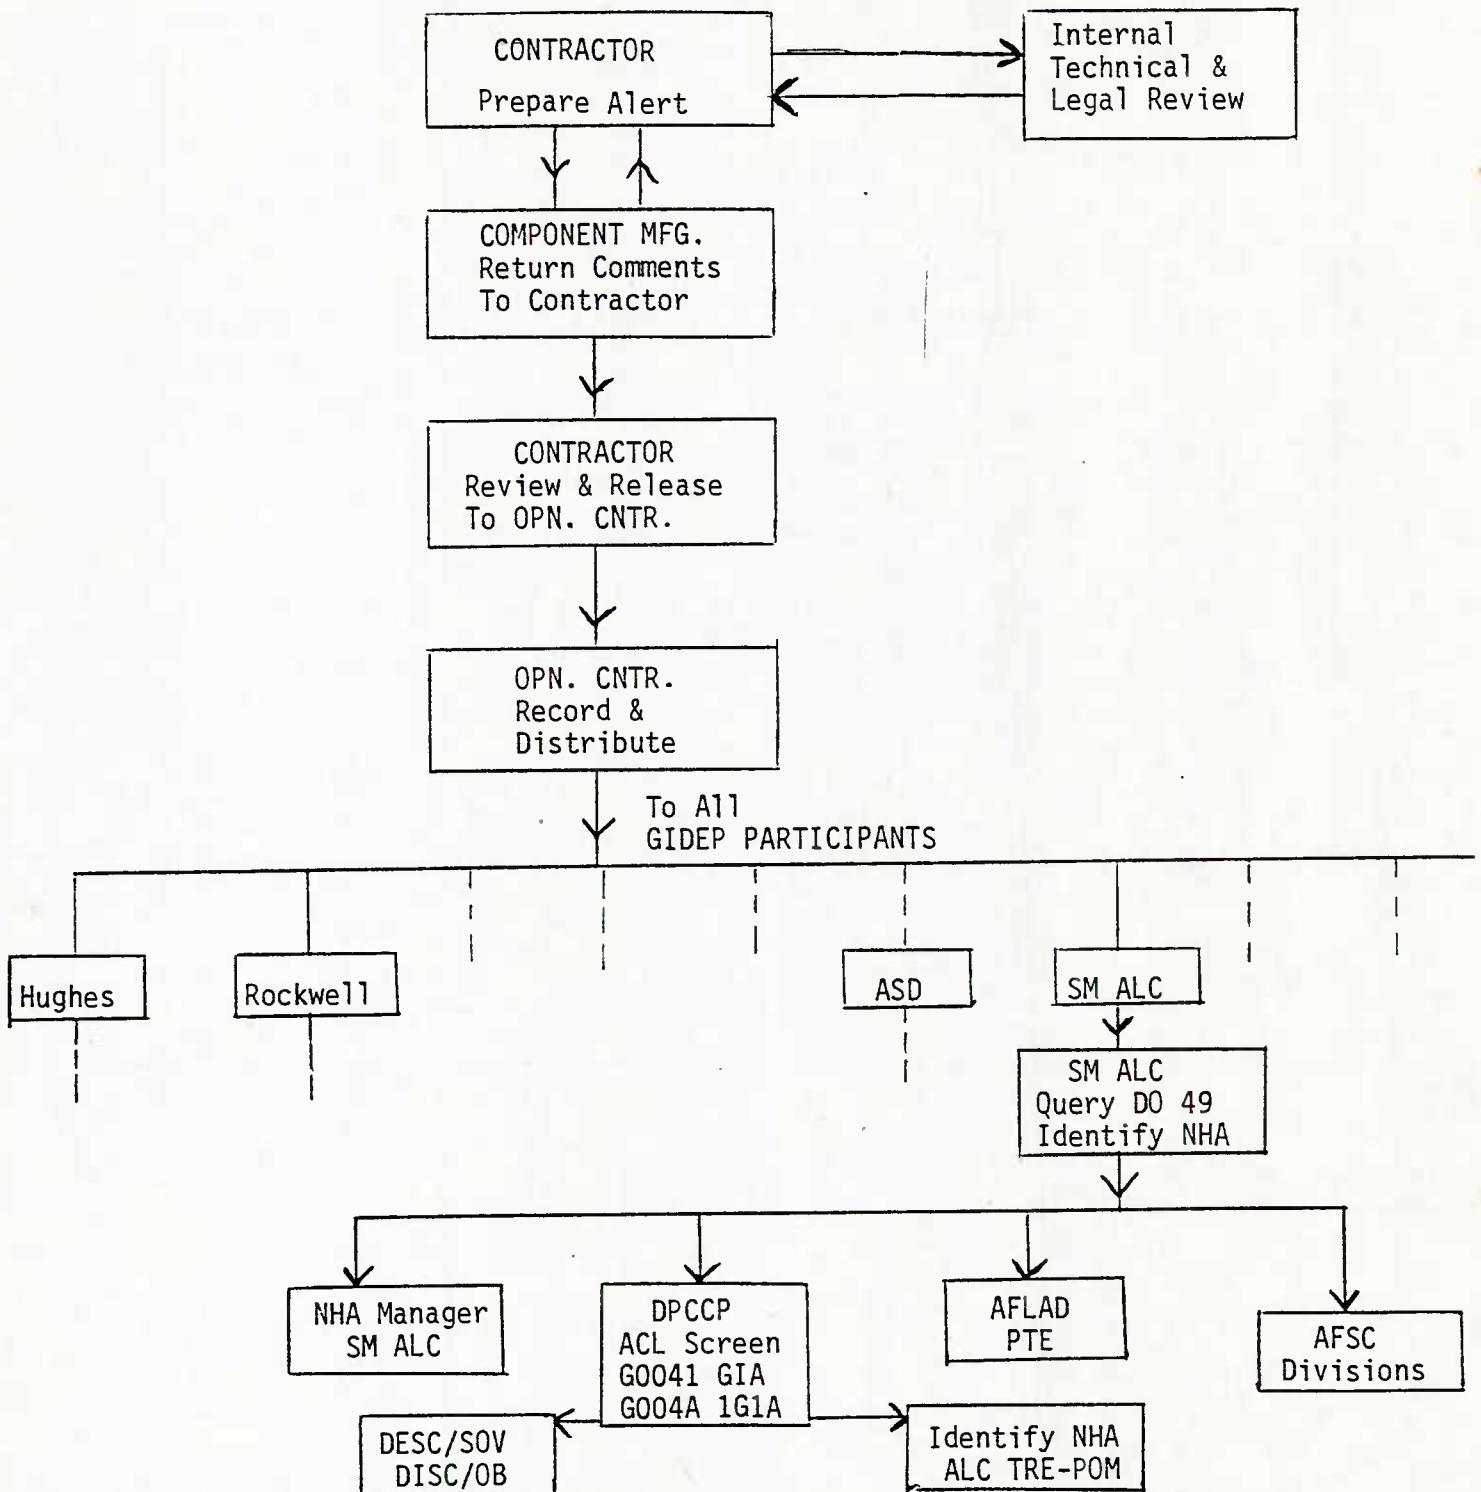 CONTRACTOR
Prepare Alert
Internal
Technical &
Legal Review
COMPONENT MFG.
Return Comments
To Contractor
CONTRACTOR
Review & Release
To OPN. CNTR.
OPN. CNTR.
Record &
Distribute
To All
GIDEP PARTICIPANTS
Hughes
Rockwell
ASD
SM ALC
SM ALC
Query DO 49
Identify NHA
NHA Manager
SM ALC
DPCCP
ACL Screen
G0041 GIA
G004A 1G1A
AFLAD
PTE
AFSC
Divisions
DESC/SOV
DISC/OB
Identify NHA
ALC TRE-POM